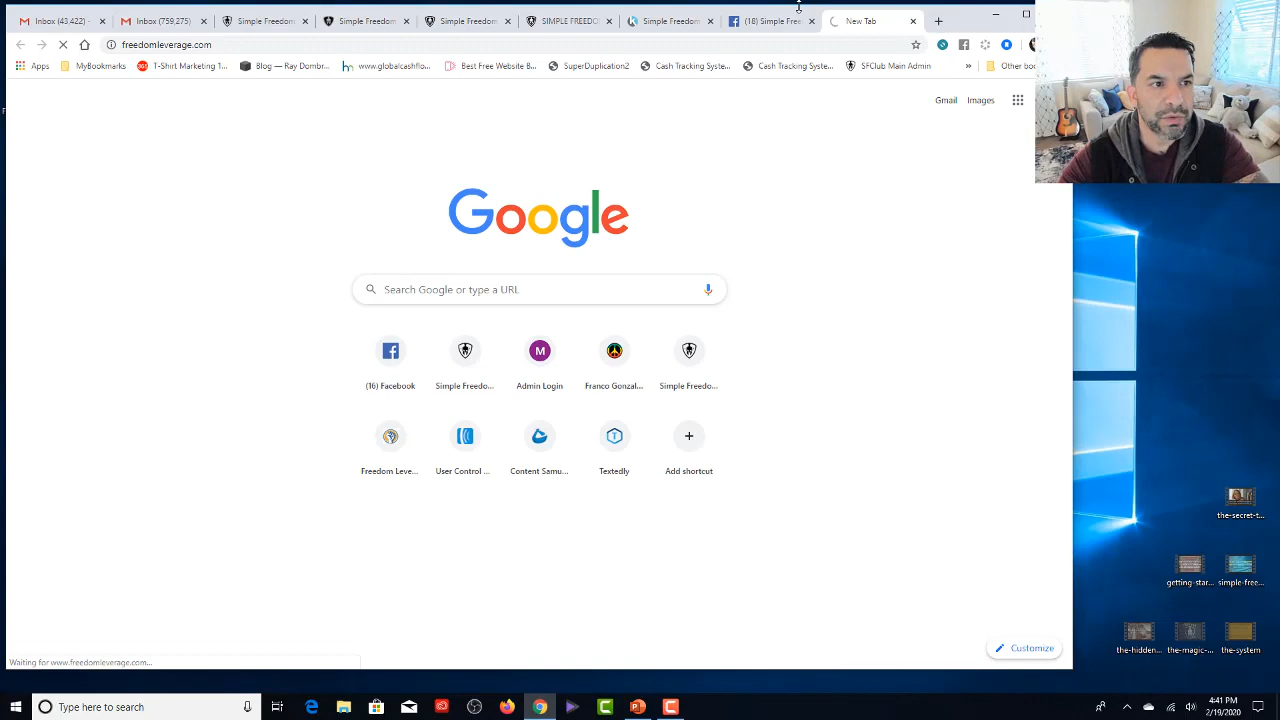 Inbox (43,422)
Inbox (759,275)
Simple Freedom
Simple Freedom
Simple Freedom
FEEDC
Simple Freedom
(18) Simple Free
New Tab
freedomleverage.com
Apps
MyBookmarks
T-Shirt Marketing 1...
Blog — Ray Dombr...
www.globalcashflo...
Best Free Website B...
SuperDuplication2
Cash Tracking Syste...
Cash Tracking Syste...
SFClub Main Admin
»
Other boo
Gmail
Images
Google
Search Google or type a URL
(16) Facebook
Simple Freedo...
Admin Login
Franco Gonzal...
Simple Freedo...
Freedom Leve...
User Control ...
Content Samu...
Textedly
Add shortcut
the-secret-t...
getting-star...
simple-free...
the-hidden...
the-magic-...
the-system
Customize
Waiting for www.freedomleverage.com...
Type here to search
4:41 PM
2/19/2020